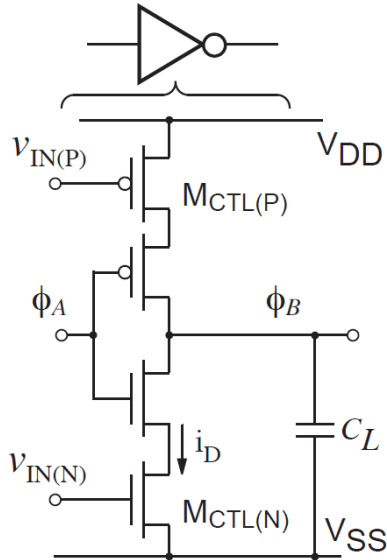 V_DD
v_IN(P)
M_CTL(P)
ϕ_A
ϕ_B
i_D
C_L
v_IN(N)
M_CTL(N)
V_SS